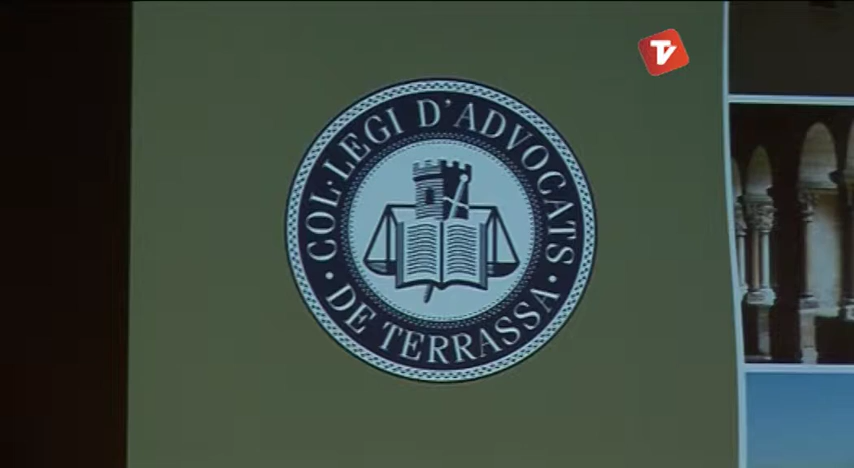 COL·LEGI D'ADVOCATS
· DE TERRASSA ·
TV